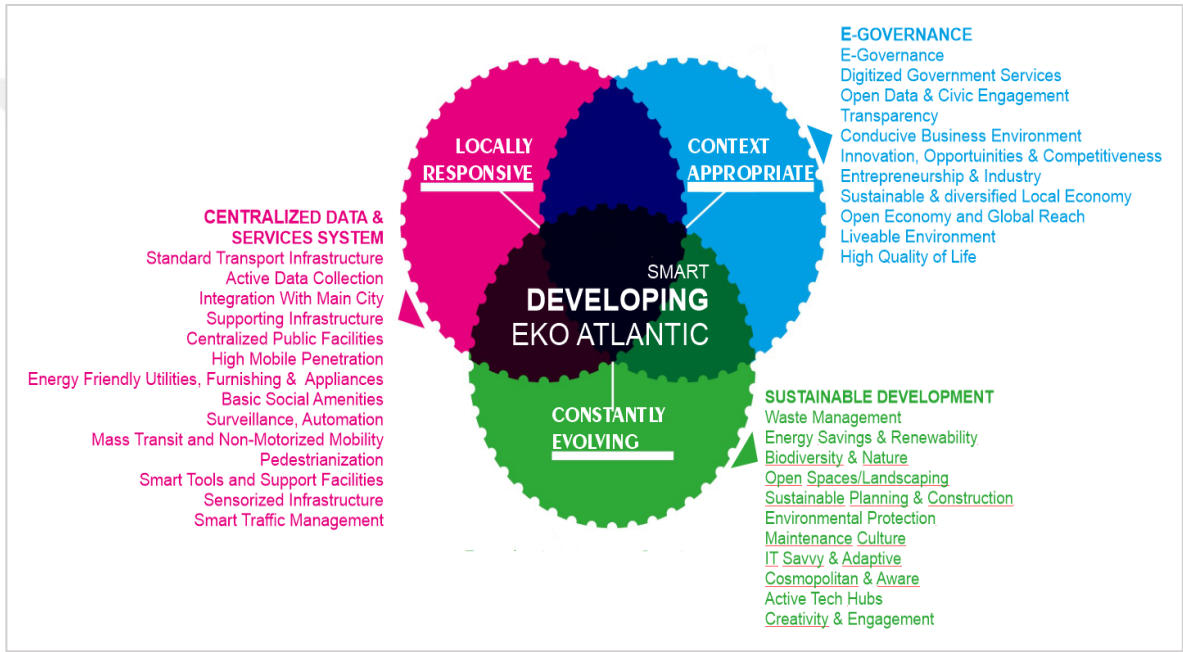 E-GOVERNANCE
E-Governance
Digitized Government Services
Open Data & Civic Engagement
Transparency
Conducive Business Environment
Innovation, Opportuinities & Competitiveness
Entrepreneurship & Industry
Sustainable & diversified Local Economy
Open Economy and Global Reach
Liveable Environment
High Quality of Life
LOCALLY
RESPONSIVE
CONTEXT
APPROPRIATE
CENTRALIZED DATA &
SERVICES SYSTEM
Standard Transport Infrastructure
Active Data Collection
Integration With Main City
Supporting Infrastructure
Centralized Public Facilities
High Mobile Penetration
Energy Friendly Utilities, Furnishing & Appliances
Basic Social Amenities
Surveillance, Automation
Mass Transit and Non-Motorized Mobility
Pedestrianization
Smart Tools and Support Facilities
Sensorized Infrastructure
Smart Traffic Management
SMART
DEVELOPING
EKO ATLANTIC
CONSTANTLY
EVOLVING
SUSTAINABLE DEVELOPMENT
Waste Management
Energy Savings & Renewability
Biodiversity & Nature
Open Spaces/Landscaping
Sustainable Planning & Construction
Environmental Protection
Maintenance Culture
IT Savvy & Adaptive
Cosmopolitan & Aware
Active Tech Hubs
Creativity & Engagement